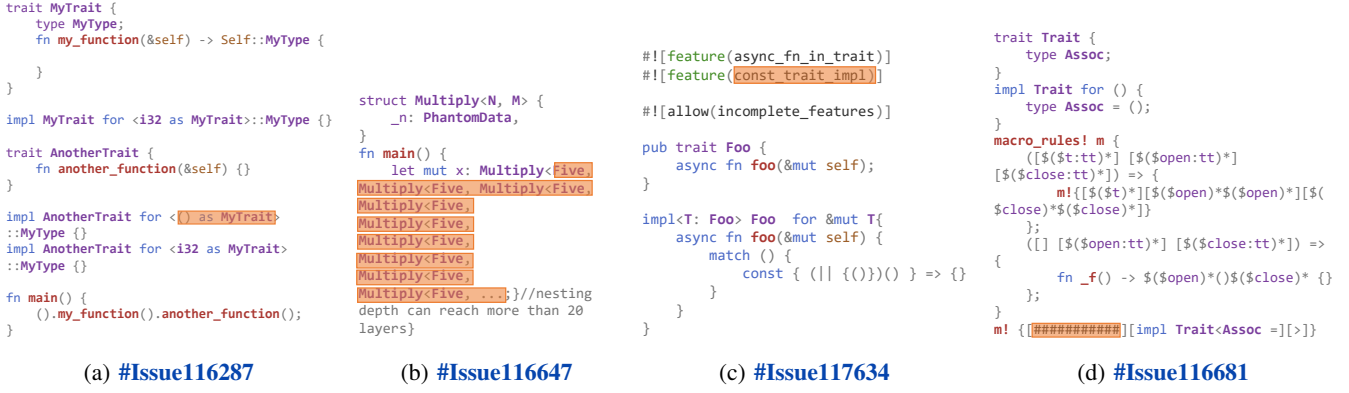 trait MyTrait {
    type MyType;
    fn my_function(&self) -> Self::MyType {

    }
}

impl MyTrait for <i32 as MyTrait>::MyType {}

trait AnotherTrait {
    fn another_function(&self) {}
}

impl AnotherTrait for <() as MyTrait>
::MyType {}
impl AnotherTrait for <i32 as MyTrait>
::MyType {}

fn main() {
    ().my_function().another_function();
}
(a) #Issue116287
struct Multiply<N, M> {
    _n: PhantomData,
}
fn main() {
    let mut x: Multiply<Five,
Multiply<Five, Multiply<Five,
Multiply<Five,
Multiply<Five,
Multiply<Five,
Multiply<Five,
Multiply<Five,
Multiply<Five, ...;}//nesting
depth can reach more than 20
layers}
(b) #Issue116647
#![feature(async_fn_in_trait)]
#![feature(const_trait_impl)]

#![allow(incomplete_features)]

pub trait Foo {
    async fn foo(&mut self);
}

impl<T: Foo> Foo  for &mut T{
    async fn foo(&mut self) {
        match () {
            const { (|| {()})() } => {}
        }
    }
}
(c) #Issue117634
trait Trait {
    type Assoc;
}
impl Trait for () {
    type Assoc = ();
}
macro_rules! m {
    ([$($t:tt)*] [$($open:tt)*]
[$($close:tt)*]) => {
        m!{[$($t)*][$($open)*$($open)*][$(
$close)*$($close)*]}
    };
    ([] [$($open:tt)*] [$($close:tt)*]) =>
{
        fn _f() -> $($open)*()$($close)* {}
    };
}
m! {[###########][impl Trait<Assoc =][>]}
(d) #Issue116681